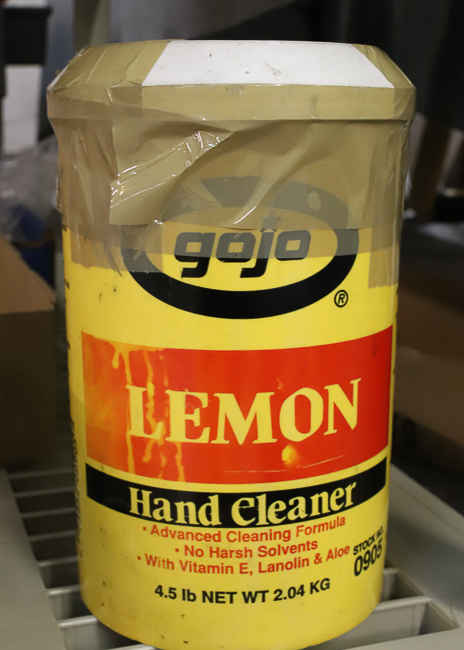 gojo
®
LEMON
Hand Cleaner
• Advanced Cleaning Formula
• No Harsh Solvents
• With Vitamin E, Lanolin & Aloe
STOCK NO.
0905
4.5 lb NET WT 2.04 KG